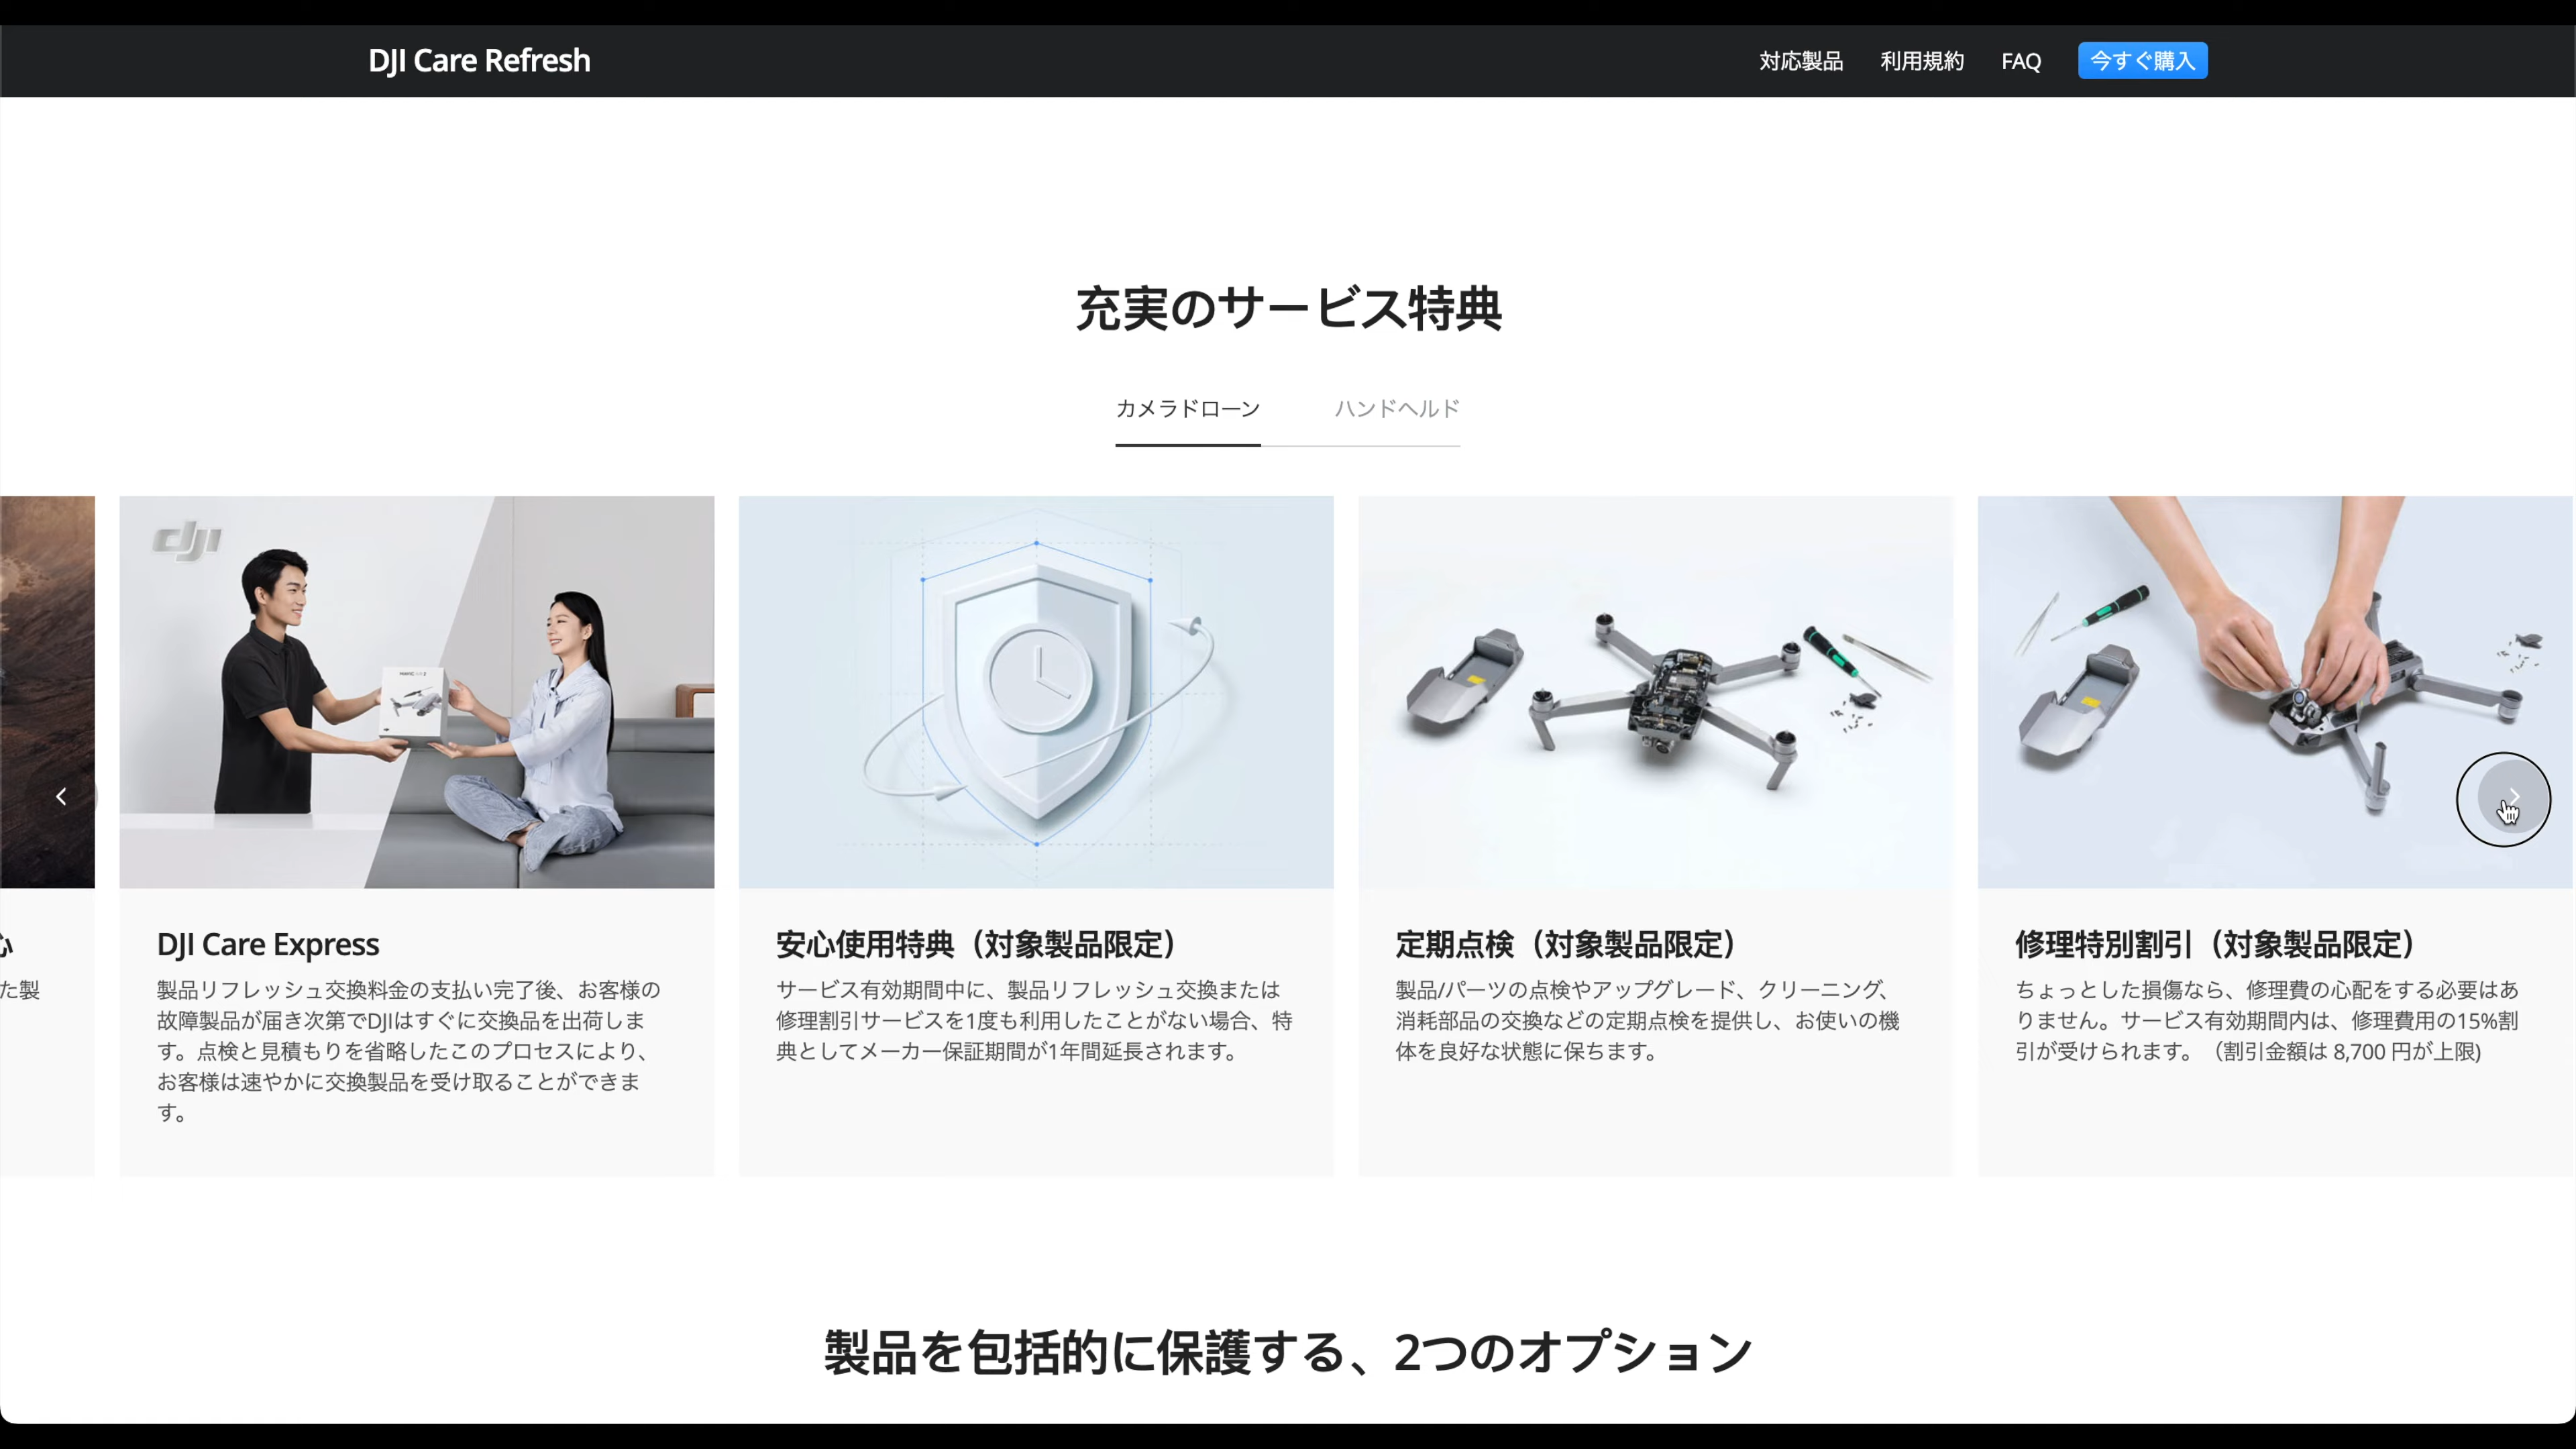 DJI Care Refresh
対応製品
利用規約
FAQ
今すぐ購入
充実のサービス特典
カメラドローン
ハンドヘルド
dji
た製
DJI Care Express
製品リフレッシュ交換料金の支払い完了後、お客様の
故障製品が届き次第でDJIはすぐに交換品を出荷しま
す。点検と見積もりを省略したこのプロセスにより、
お客様は速やかに交換製品を受け取ることができま
す。
安心使用特典（対象製品限定）
サービス有効期間中に、製品リフレッシュ交換または
修理割引サービスを1度も利用したことがない場合、特
典としてメーカー保証期間が1年間延長されます。
定期点検（対象製品限定）
製品/パーツの点検やアップグレード、クリーニング、
消耗部品の交換などの定期点検を提供し、お使いの機
体を良好な状態に保ちます。
修理特別割引（対象製品限定）
ちょっとした損傷なら、修理費の心配をする必要はあ
りません。サービス有効期間内は、修理費用の15%割
引が受けられます。（割引金額は 8,700 円が上限)
製品を包括的に保護する、2つのオプション